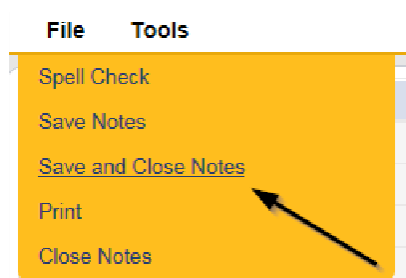 File Tools
Spell Check
Save Notes
Save and Close Notes
Print
Close Notes